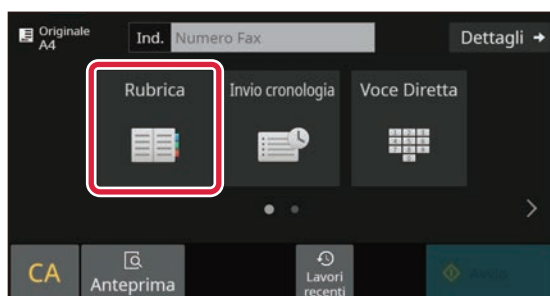 Originale
A4
Ind. Numero Fax
Dettagli
Rubrica
Invio cronologia
Voce Diretta
CA
Anteprima
Lavori
recenti
Avvio